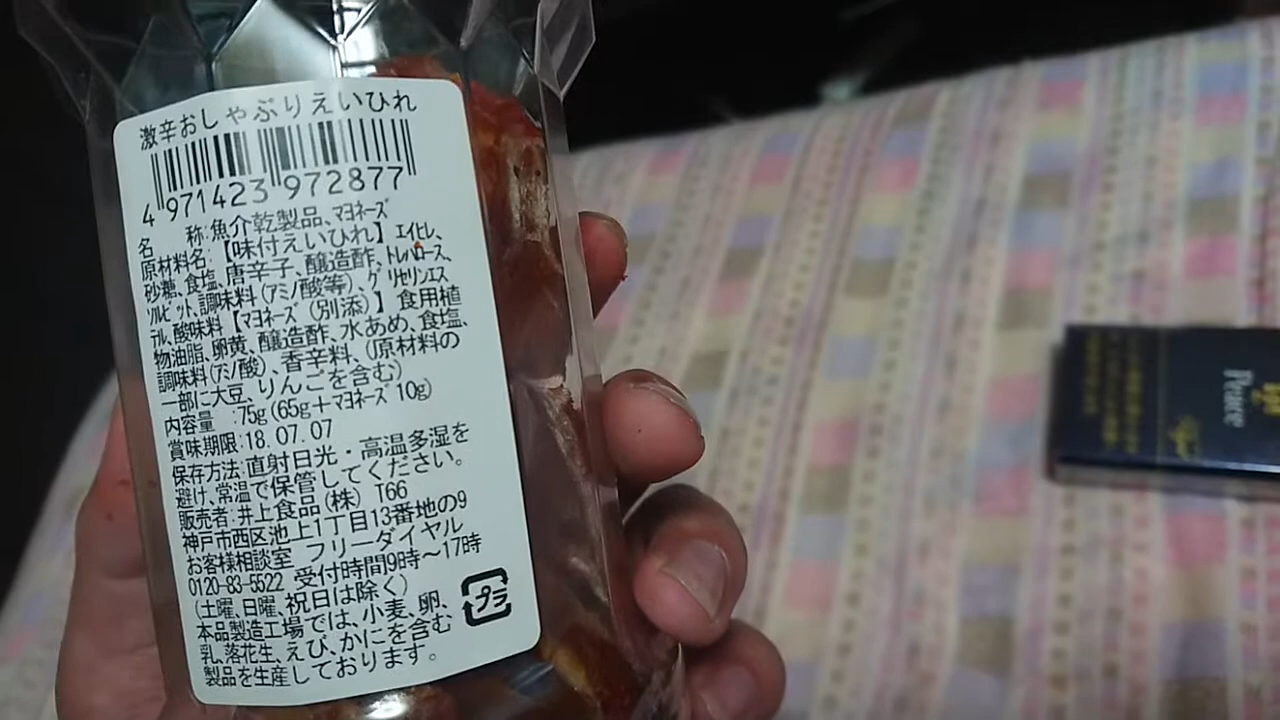 激辛おしゃぶりえいひれ
4 971423 972877
名 称:魚介乾製品、マヨネーズ
原材料名:【味付えいひれ】エイヒレ、
砂糖、食塩、唐辛子、醸造酢、トレハロース、
ソルビット、調味料(アミノ酸等)、グリセリンエス
テル、酸味料【マヨネーズ(別添)】食用植
物油脂、卵黄、醸造酢、水あめ、食塩、
調味料(アミノ酸)、香辛料、(原材料の
一部に大豆、りんごを含む)
内容量 :75g(65g+マヨネーズ10g)
賞味期限:18.07.07
保存方法:直射日光・高温多湿を
避け、常温で保管してください。
販売者:井上食品(株) T66
神戸市西区池上1丁目13番地の9
お客様相談室 フリーダイヤル
0120-83-5522 受付時間9時~17時
(土曜、日曜、祝日は除く)
本品製造工場では、小麦、卵、
乳、落花生、えび、かにを含む
製品を生産しております。
プラ
Peace